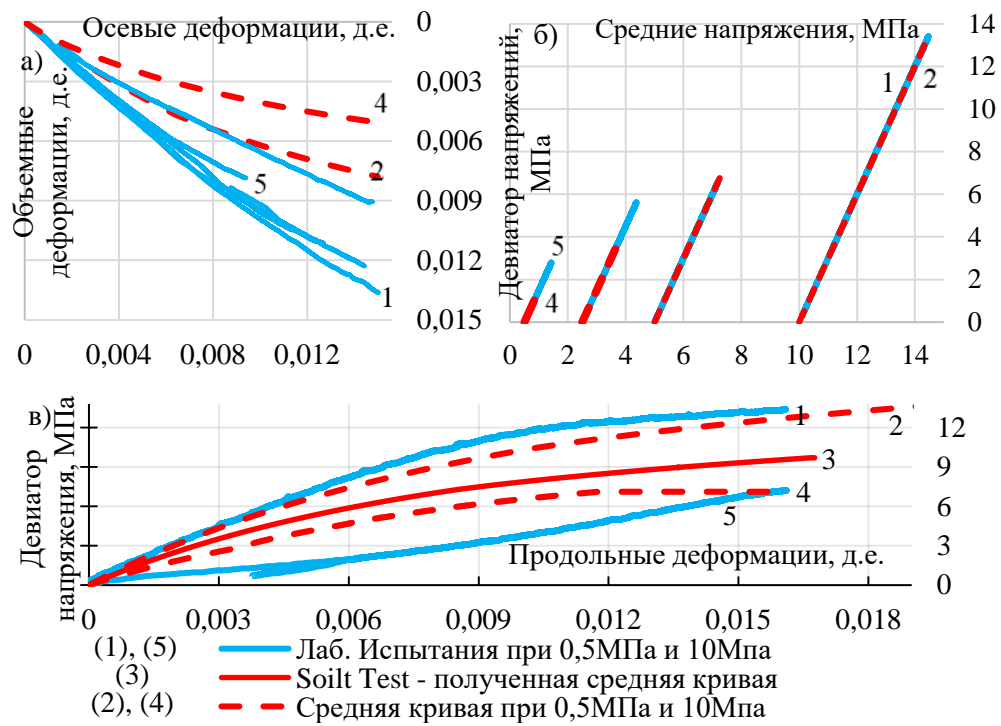 а)
Осевые деформации, д.е.
Объемные деформации, д.е.
0
0,003
0,006
0,009
0,012
0,015
0 0,004 0,008 0,012
4
2
5
1
б)
Средние напряжения, МПа
Девиатор напряжений, МПа
14
12
10
8
6
4
2
0
0 2 4 6 8 10 12 14
1 2
5
4
в)
Девиатор напряжения, МПа
12
9
6
3
0
1
2
3
4
5
Продольные деформации, д.е.
0 0,003 0,006 0,009 0,012 0,015 0,018
(1), (5) Лаб. Испытания при 0,5МПа и 10Мпа
(3) Soilt Test - полученная средняя кривая
(2), (4) Средняя кривая при 0,5МПа и 10Мпа